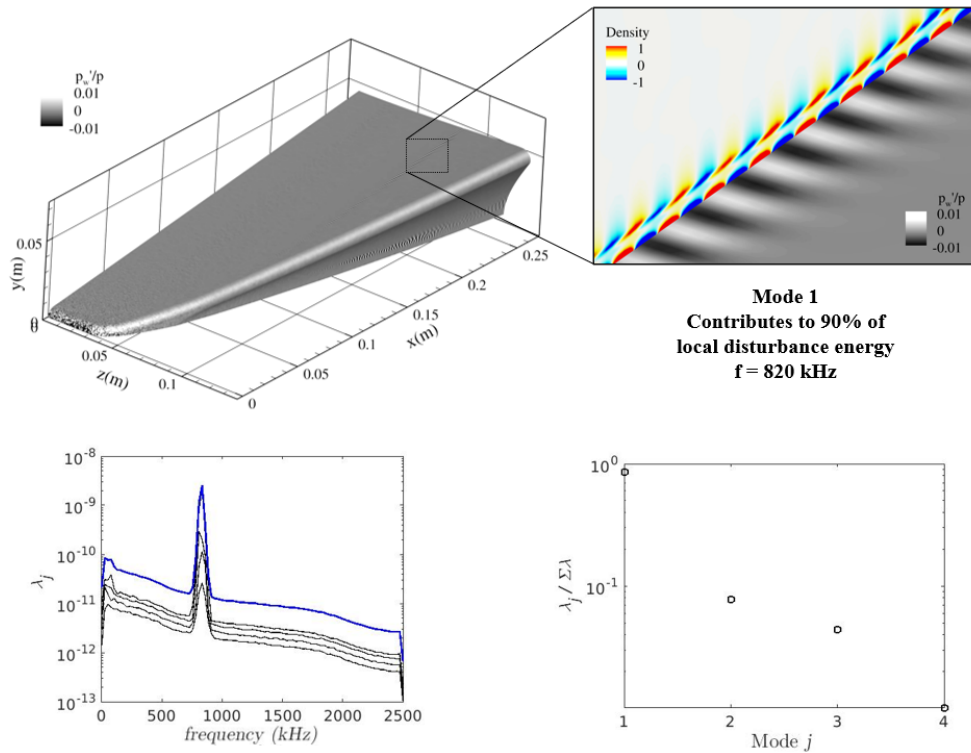 p_w'/p
0.01
0
-0.01
y(m)
0.05
0
0
0.05
0.1
z(m)
0
0.05
0.1
0.15
0.2
0.25
x(m)
Density
1
0
-1
p_w'/p
0.01
0
-0.01
Mode 1
Contributes to 90% of
local disturbance energy
f = 820 kHz
λ_j
10^-8
10^-9
10^-10
10^-11
10^-12
10^-13
0 500 1000 1500 2000 2500
frequency (kHz)
λ_j / Σλ
10^0
10^-1
1 2 3 4
Mode j